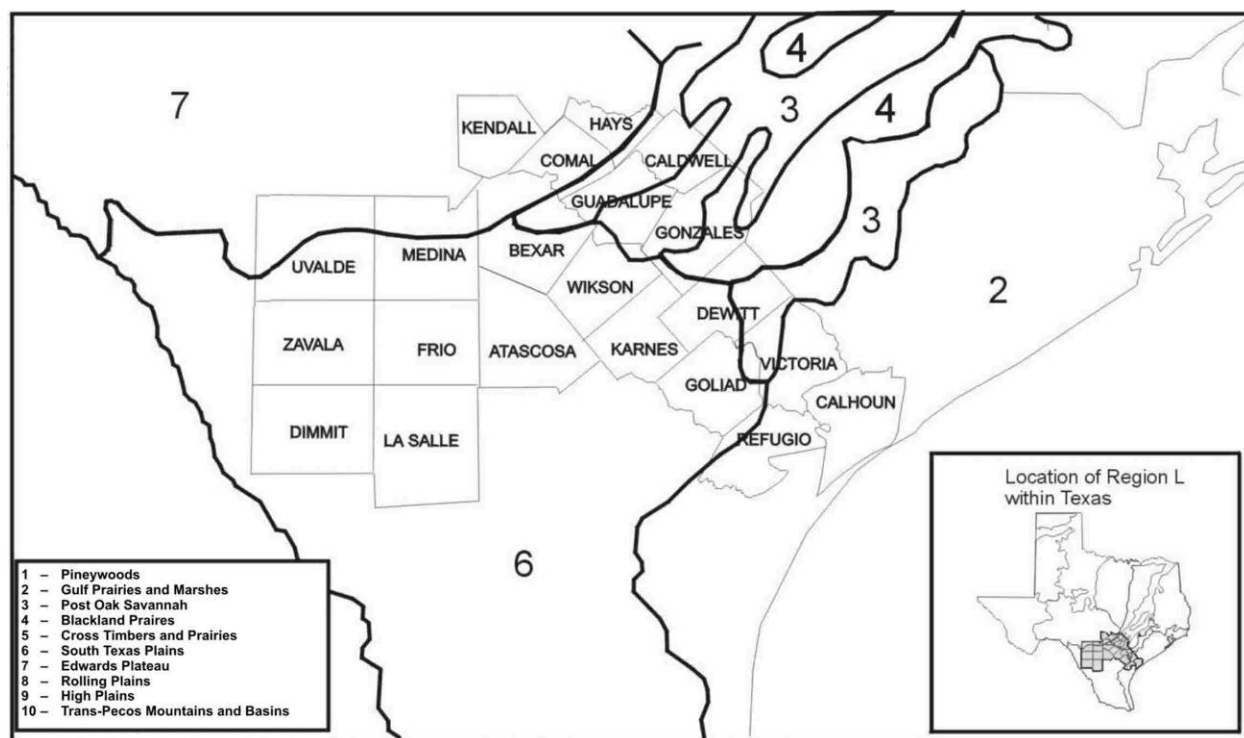 4
7
3
4
KENDALL
HAYS
COMAL
CALDWELL
GUADALUPE
3
GONZALES
UVALDE
MEDINA
BEXAR
WIKSON
2
DEWITT
ZAVALA
FRIO
ATASCOSA
KARNES
VICTORIA
GOLIAD
CALHOUN
DIMMIT
LA SALLE
REFUGIO
6
Location of Region L
within Texas
1 – Pineywoods
2 – Gulf Prairies and Marshes
3 – Post Oak Savannah
4 – Blackland Praires
5 – Cross Timbers and Prairies
6 – South Texas Plains
7 – Edwards Plateau
8 – Rolling Plains
9 – High Plains
10 – Trans-Pecos Mountains and Basins